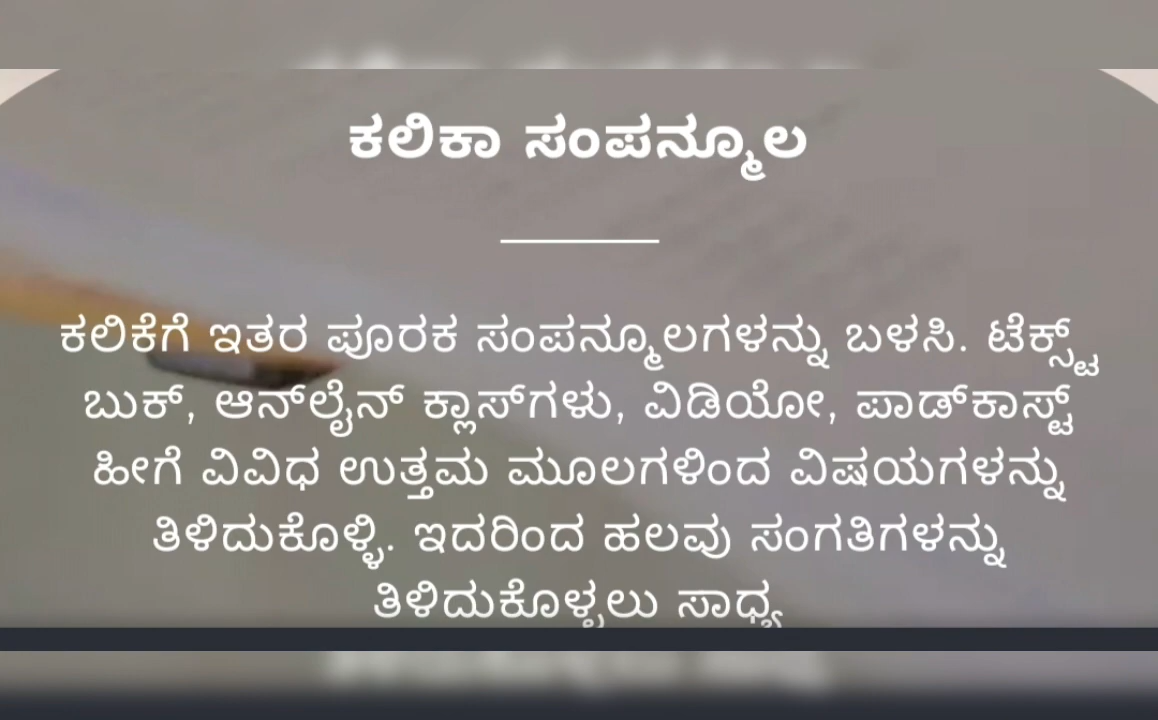 ಕಲಿಕಾ ಸಂಪನ್ಮೂಲ
ಕಲಿಕೆಗೆ ಇತರ ಪೂರಕ ಸಂಪನ್ಮೂಲಗಳನ್ನು ಬಳಸಿ. ಟೆಕ್ಸ್ಟ್
ಬುಕ್, ಆನ್‌ಲೈನ್ ಕ್ಲಾಸ್‌ಗಳು, ವಿಡಿಯೋ, ಪಾಡ್‌ಕಾಸ್ಟ್
ಹೀಗೆ ವಿವಿಧ ಉತ್ತಮ ಮೂಲಗಳಿಂದ ವಿಷಯಗಳನ್ನು
ತಿಳಿದುಕೊಳ್ಳಿ. ಇದರಿಂದ ಹಲವು ಸಂಗತಿಗಳನ್ನು
ತಿಳಿದುಕೊಳ್ಳಲು ಸಾಧ್ಯ